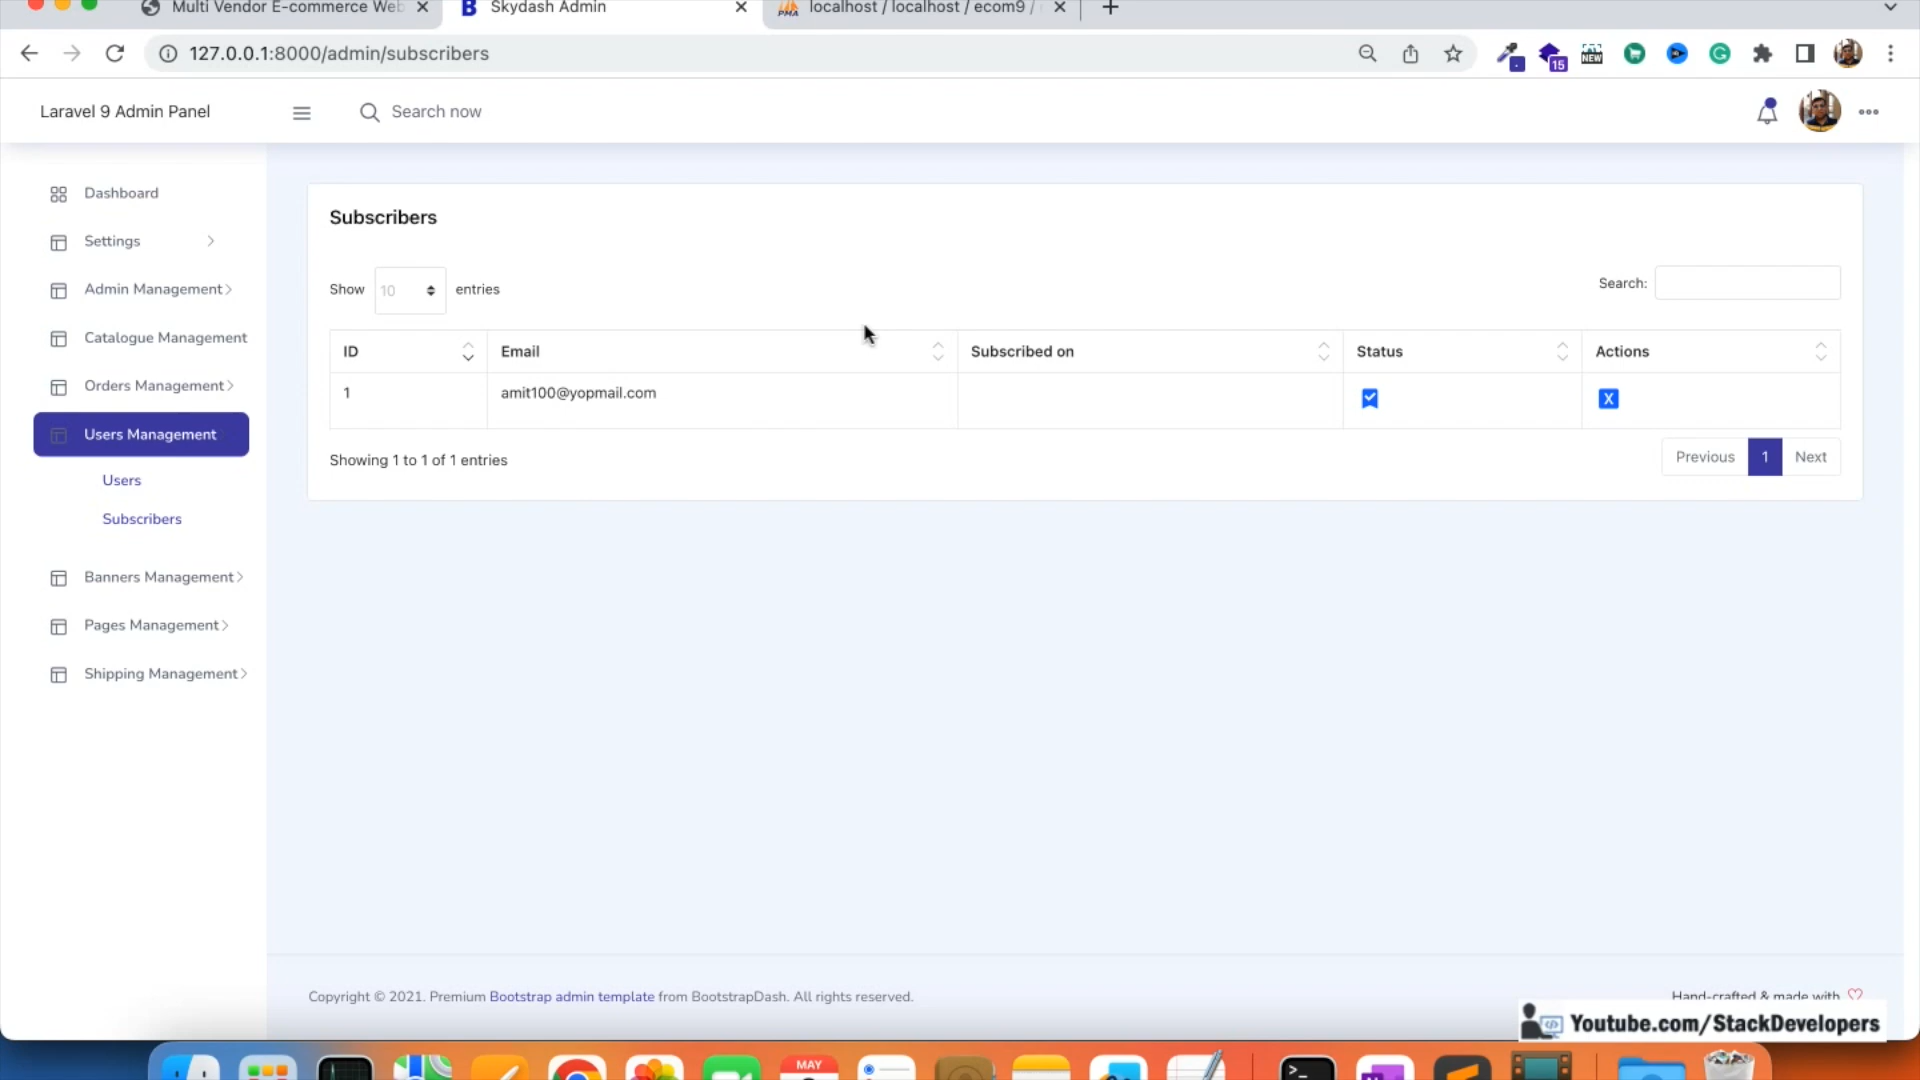 Multi Vendor E-commerce Web
Skydash Admin
localhost / localhost / ecom9 /
127.0.0.1:8000/admin/subscribers
15
NEW
Laravel 9 Admin Panel
Search now
Dashboard
Settings
Admin Management
Catalogue Management
Orders Management
Users Management
Users
Subscribers
Banners Management
Pages Management
Shipping Management
Subscribers
Show 10 entries
Search:
ID Email Subscribed on Status Actions
1 amit100@yopmail.com X
Showing 1 to 1 of 1 entries
Previous 1 Next
Copyright © 2021. Premium Bootstrap admin template from BootstrapDash. All rights reserved.
Hand-crafted & made with
Youtube.com/StackDevelopers
MAY